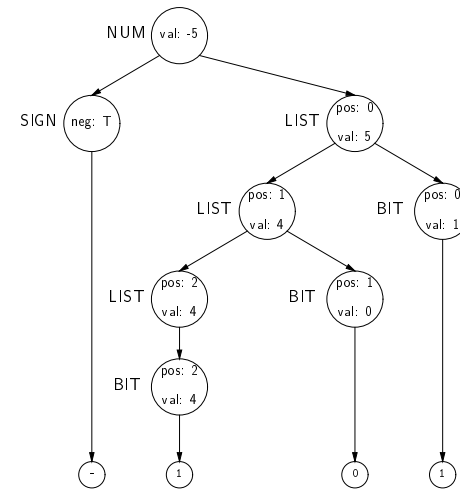 NUM val: -5
SIGN neg: T
LIST pos: 0
val: 5
LIST pos: 1
val: 4
BIT pos: 0
val: 1
LIST pos: 2
val: 4
BIT pos: 1
val: 0
BIT pos: 2
val: 4
-
1
0
1